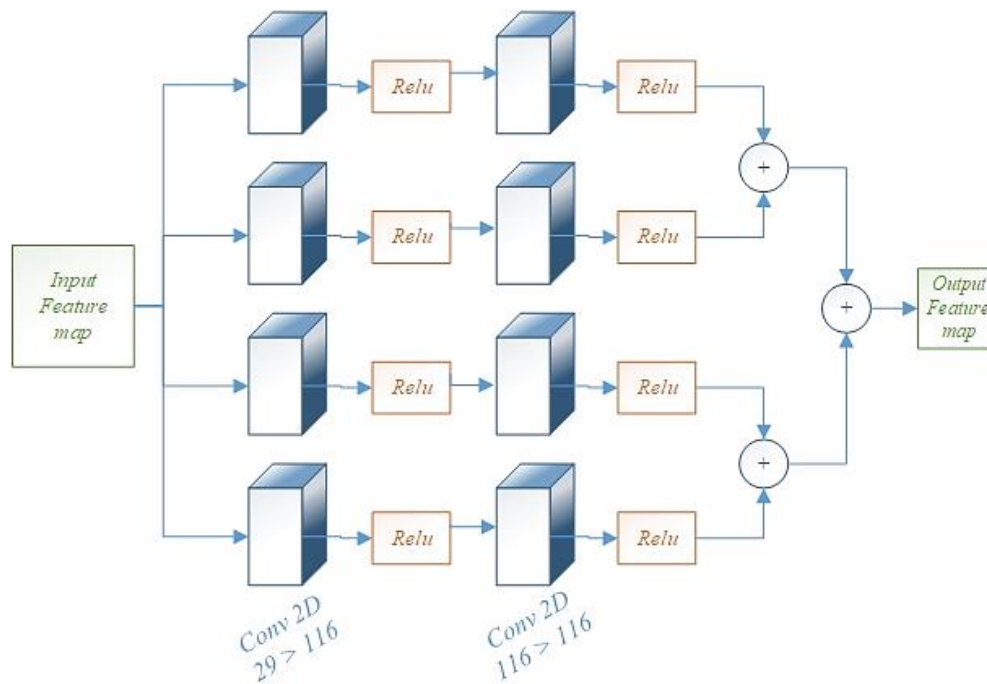 Input
Feature
map
Relu
Relu
+
Relu
Relu
+
Output
Feature
map
Relu
Relu
+
Relu
Relu
Conv 2D
29 > 116
Conv 2D
116 > 116